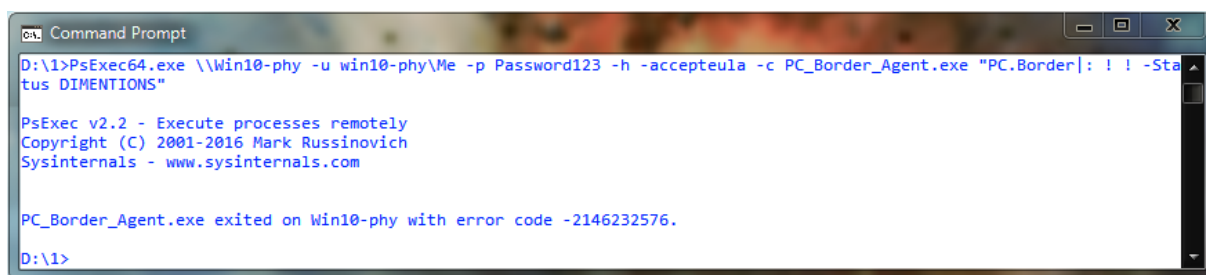 Command Prompt
D:\1>PsExec64.exe \\Win10-phy -u win10-phy\Me -p Password123 -h -accepteula -c PC_Border_Agent.exe "PC.Border|: ! ! -Sta
tus DIMENTIONS"
PsExec v2.2 - Execute processes remotely
Copyright (C) 2001-2016 Mark Russinovich
Sysinternals - www.sysinternals.com
PC_Border_Agent.exe exited on Win10-phy with error code -2146232576.
D:\1>